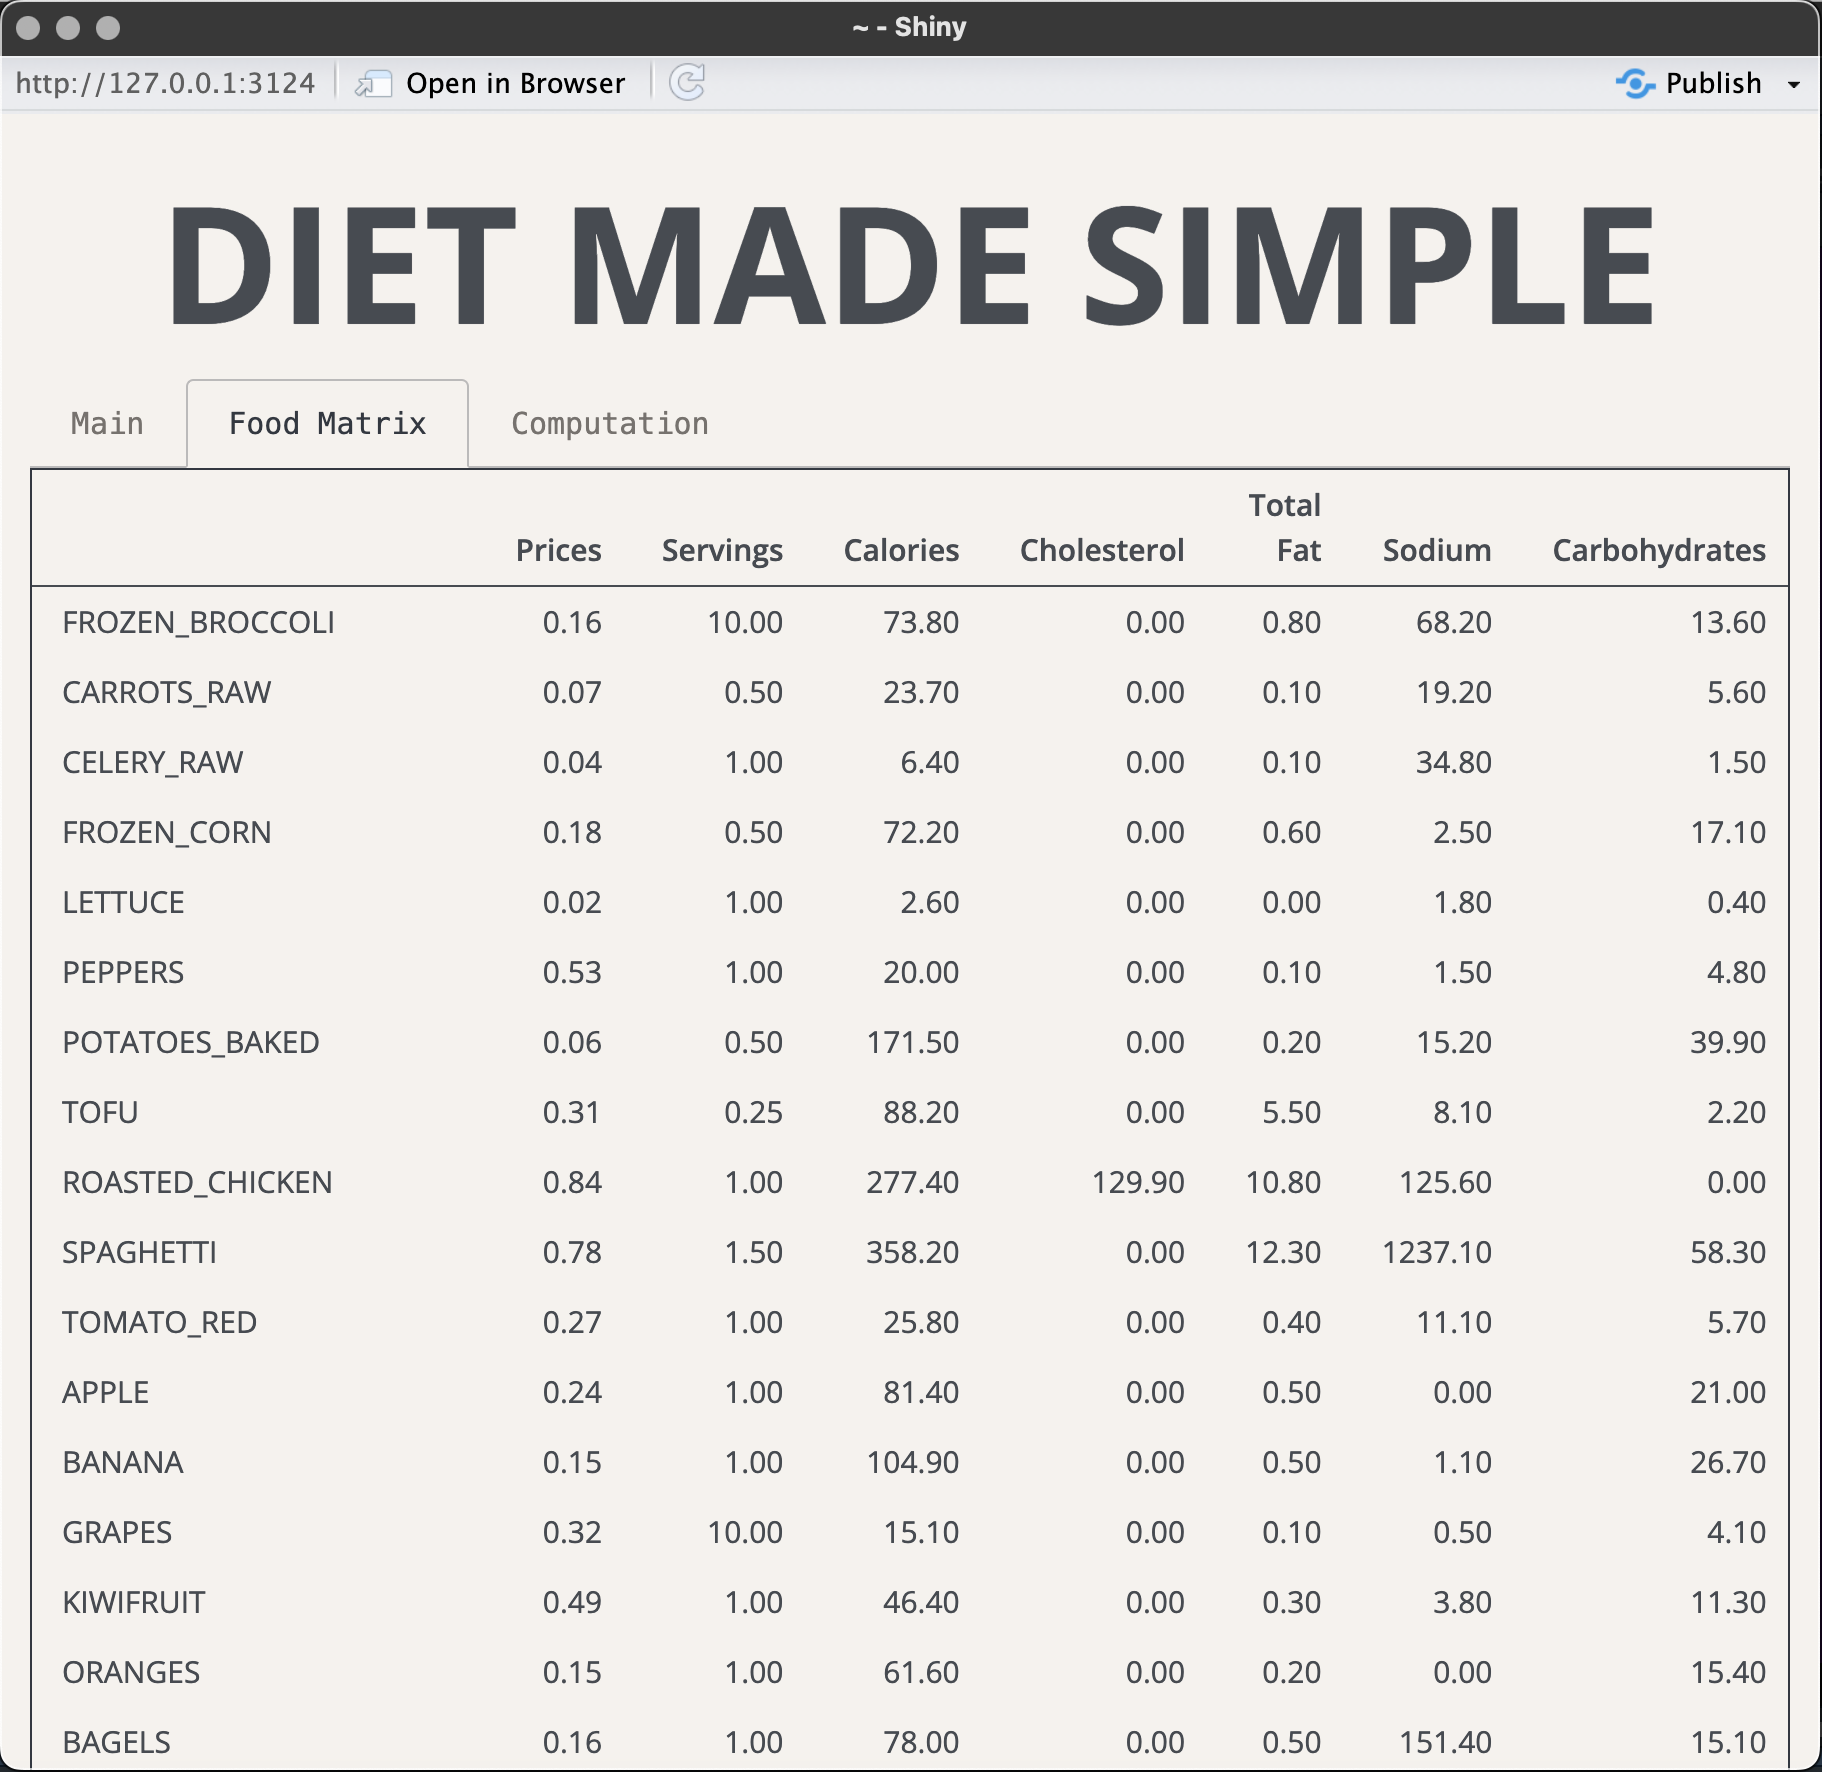 ~ - Shiny
http://127.0.0.1:3124 Open in Browser Publish
DIET MADE SIMPLE
Main Food Matrix Computation
Total
Prices Servings Calories Cholesterol Fat Sodium Carbohydrates
FROZEN_BROCCOLI 0.16 10.00 73.80 0.00 0.80 68.20 13.60
CARROTS_RAW 0.07 0.50 23.70 0.00 0.10 19.20 5.60
CELERY_RAW 0.04 1.00 6.40 0.00 0.10 34.80 1.50
FROZEN_CORN 0.18 0.50 72.20 0.00 0.60 2.50 17.10
LETTUCE 0.02 1.00 2.60 0.00 0.00 1.80 0.40
PEPPERS 0.53 1.00 20.00 0.00 0.10 1.50 4.80
POTATOES_BAKED 0.06 0.50 171.50 0.00 0.20 15.20 39.90
TOFU 0.31 0.25 88.20 0.00 5.50 8.10 2.20
ROASTED_CHICKEN 0.84 1.00 277.40 129.90 10.80 125.60 0.00
SPAGHETTI 0.78 1.50 358.20 0.00 12.30 1237.10 58.30
TOMATO_RED 0.27 1.00 25.80 0.00 0.40 11.10 5.70
APPLE 0.24 1.00 81.40 0.00 0.50 0.00 21.00
BANANA 0.15 1.00 104.90 0.00 0.50 1.10 26.70
GRAPES 0.32 10.00 15.10 0.00 0.10 0.50 4.10
KIWIFRUIT 0.49 1.00 46.40 0.00 0.30 3.80 11.30
ORANGES 0.15 1.00 61.60 0.00 0.20 0.00 15.40
BAGELS 0.16 1.00 78.00 0.00 0.50 151.40 15.10